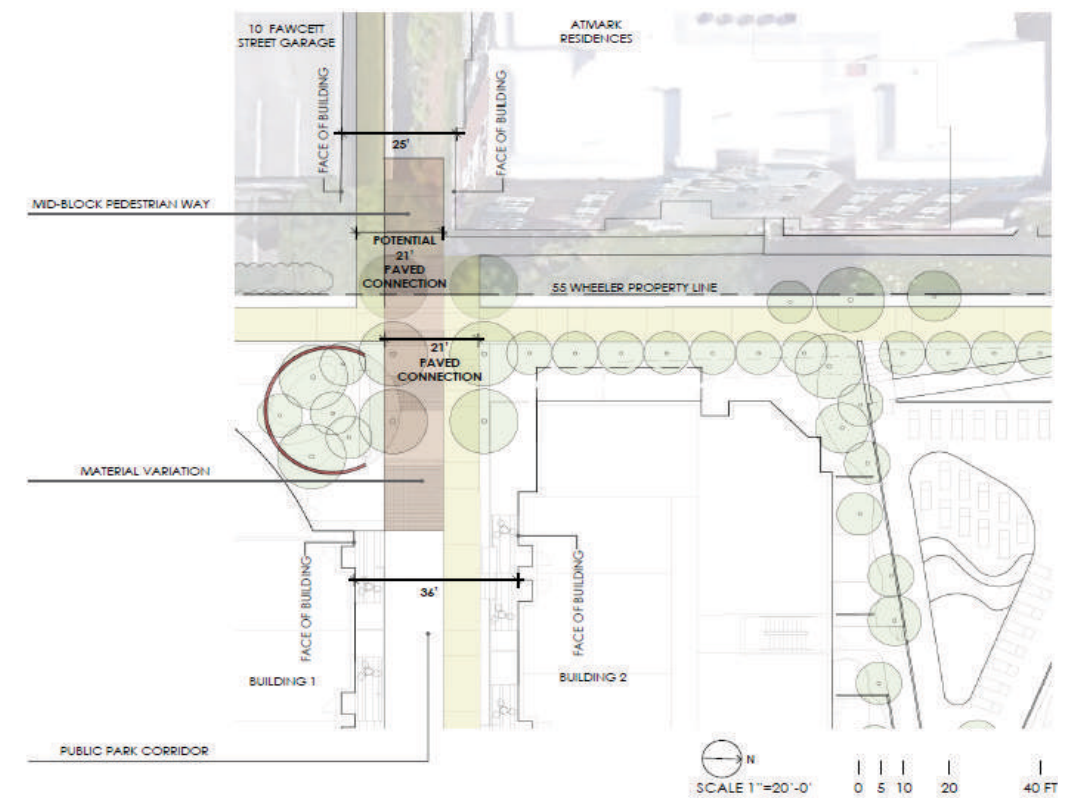 10 FAWCETT
STREET GARAGE
ATMARK
RESIDENCES
FACE OF BUILDING
FACE OF BUILDING
25'
MID-BLOCK PEDESTRIAN WAY
POTENTIAL
21'
PAVED
CONNECTION
55 WHEELER PROPERTY LINE
21'
PAVED
CONNECTION
MATERIAL VARIATION
FACE OF BUILDING
FACE OF BUILDING
36'
BUILDING 1
BUILDING 2
PUBLIC PARK CORRIDOR
N
SCALE 1"=20'-0'
0 5 10 20 40 FT